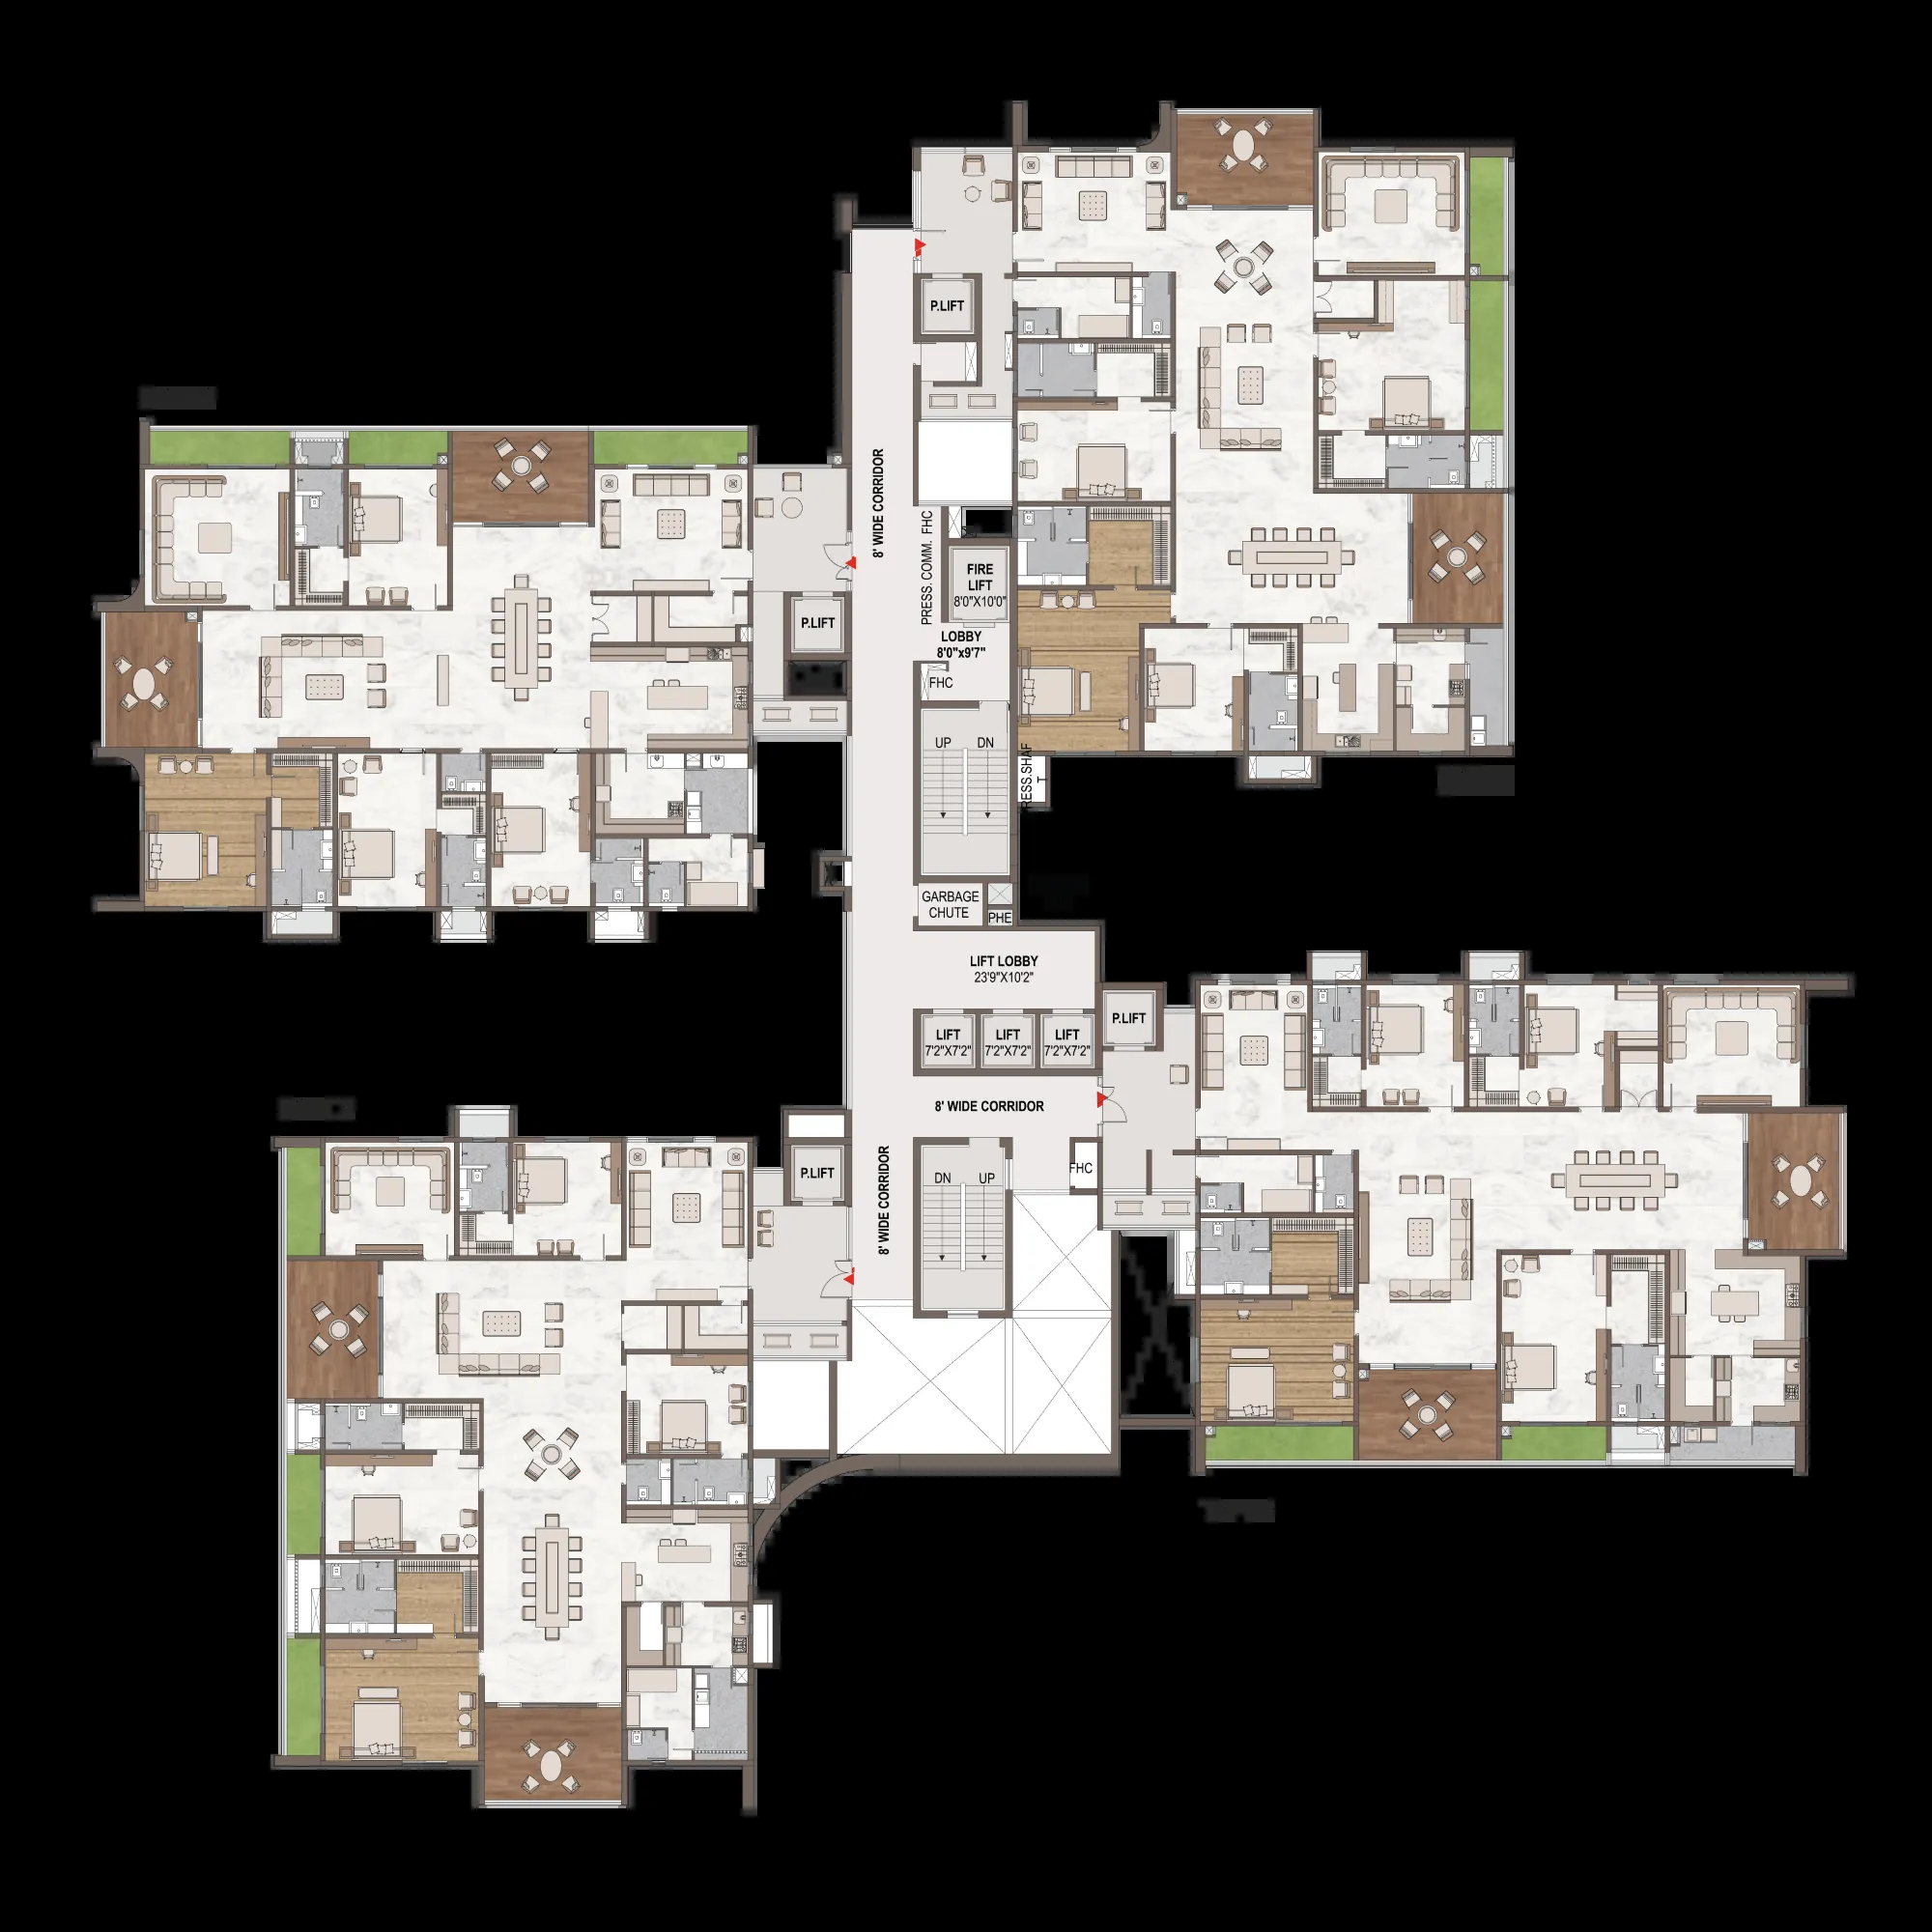 P.LIFT
8' WIDE CORRIDOR
PRESS. COMM. FHC
FIRE
LIFT
8'0"X10'0"
P.LIFT
LOBBY
8'0"x9'7"
FHC
UP DN
RESS.SHAF
T
GARBAGE
CHUTE
PHE
LIFT LOBBY
23'9"X10'2"
P.LIFT
LIFT
7'2"X7'2"
LIFT
7'2"X7'2"
LIFT
7'2"X7'2"
8' WIDE CORRIDOR
P.LIFT
8' WIDE CORRIDOR
FHC
DN UP